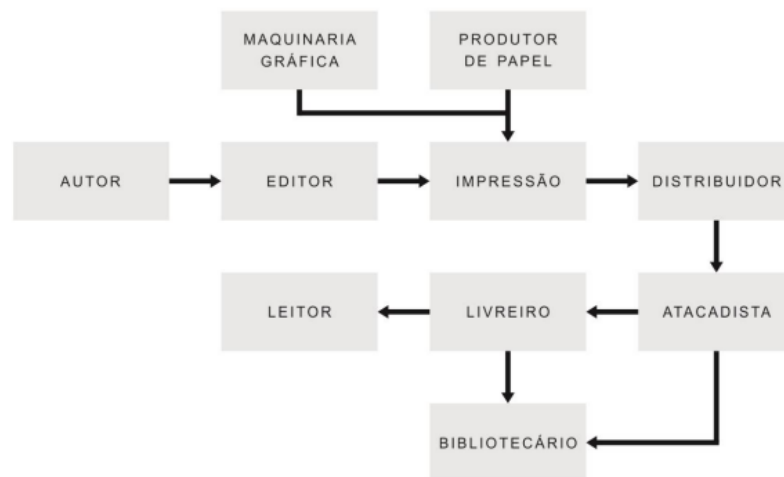 MAQUINARIA
GRÁFICA
PRODUTOR
DE PAPEL
AUTOR
EDITOR
IMPRESSÃO
DISTRIBUIDOR
LEITOR
LIVREIRO
ATACADISTA
BIBLIOTECÁRIO